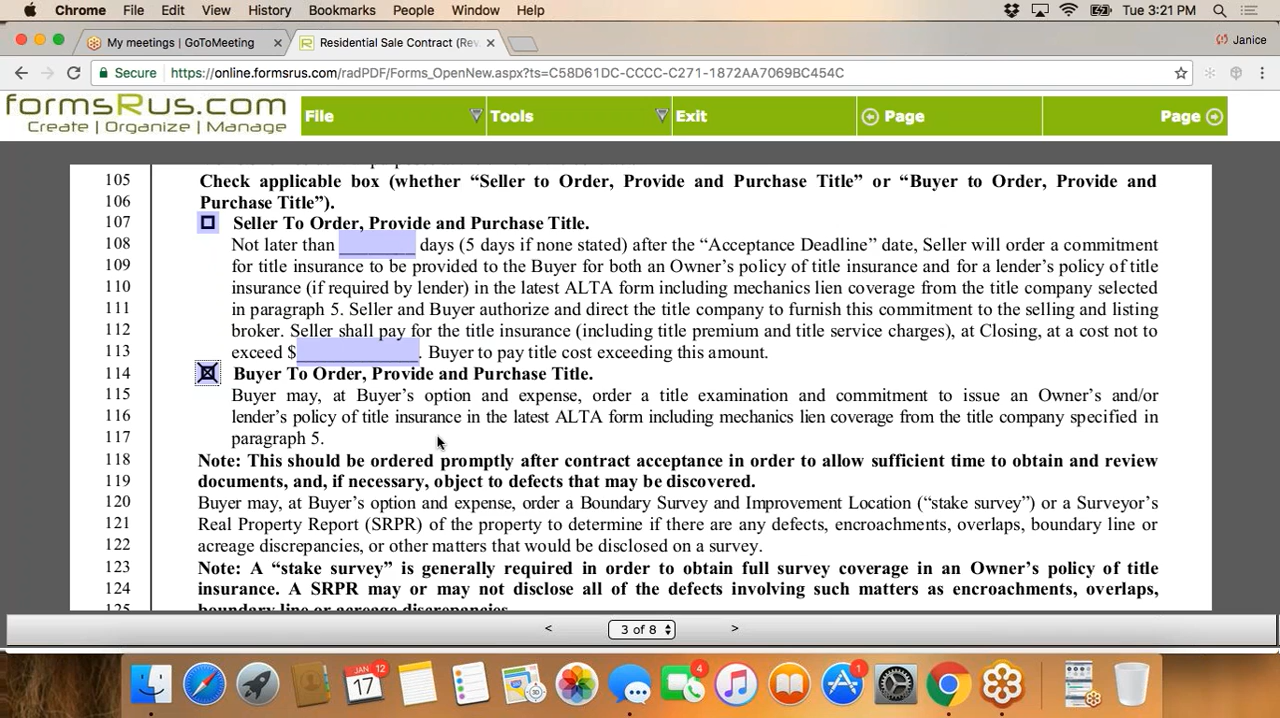 Chrome File Edit View History Bookmarks People Window Help Tue 3:21 PM
My meetings | GoToMeeting × Residential Sale Contract (Rev × Janice
Secure https://online.formsrus.com/radPDF/Forms_OpenNew.aspx?ts=C58D61DC-CCCC-C271-1872AA7069BC454C
formsRus.com
Create | Organize | Manage
File Tools Exit Page Page
105 Check applicable box (whether “Seller to Order, Provide and Purchase Title” or “Buyer to Order, Provide and
106 Purchase Title”).
107 Seller To Order, Provide and Purchase Title.
108 Not later than ________ days (5 days if none stated) after the “Acceptance Deadline” date, Seller will order a commitment
109 for title insurance to be provided to the Buyer for both an Owner’s policy of title insurance and for a lender’s policy of title
110 insurance (if required by lender) in the latest ALTA form including mechanics lien coverage from the title company selected
111 in paragraph 5. Seller and Buyer authorize and direct the title company to furnish this commitment to the selling and listing
112 broker. Seller shall pay for the title insurance (including title premium and title service charges), at Closing, at a cost not to
113 exceed $_____________. Buyer to pay title cost exceeding this amount.
114 Buyer To Order, Provide and Purchase Title.
115 Buyer may, at Buyer’s option and expense, order a title examination and commitment to issue an Owner’s and/or
116 lender’s policy of title insurance in the latest ALTA form including mechanics lien coverage from the title company specified in
117 paragraph 5.
118 Note: This should be ordered promptly after contract acceptance in order to allow sufficient time to obtain and review
119 documents, and, if necessary, object to defects that may be discovered.
120 Buyer may, at Buyer’s option and expense, order a Boundary Survey and Improvement Location (“stake survey”) or a Surveyor’s
121 Real Property Report (SRPR) of the property to determine if there are any defects, encroachments, overlaps, boundary line or
122 acreage discrepancies, or other matters that would be disclosed on a survey.
123 Note: A “stake survey” is generally required in order to obtain full survey coverage in an Owner’s policy of title
124 insurance. A SRPR may or may not disclose all of the defects involving such matters as encroachments, overlaps,
125 boundary line or acreage discrepancies.
< 3 of 8 >
JAN 17 12 4 1